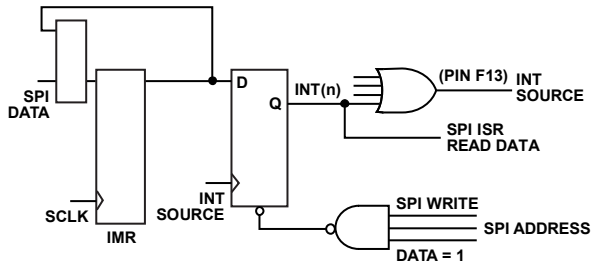 SPI
DATA
SCLK
IMR
D
Q
INT
SOURCE
INT(n)
(PIN F13)
INT
SOURCE
SPI ISR
READ DATA
SPI WRITE
SPI ADDRESS
DATA = 1